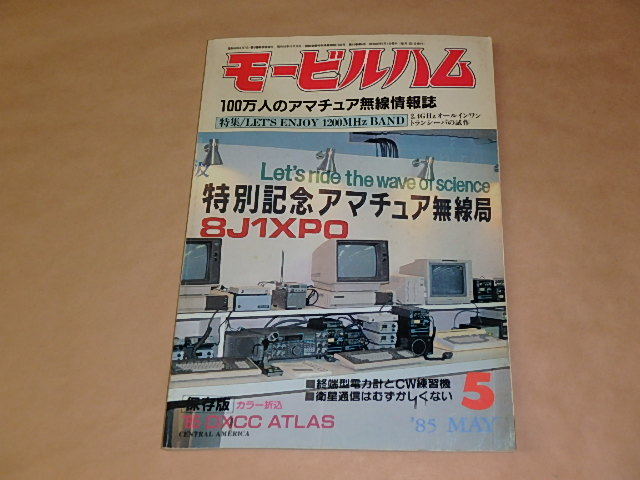 モービルハム
100万人のアマチュア無線情報誌
[特集/LET'S ENJOY 1200MHz BAND]
2.4GHzオールインワン
トランシーバの試作
Let's ride the wave of science
特別記念アマチュア無線局
8J1XPO
■終端型電力計とCW練習機
■衛星通信はむずかしくない
5
'85 MAY
保存版 カラー折込
'85 DXCC ATLAS
CENTRAL AMERICA